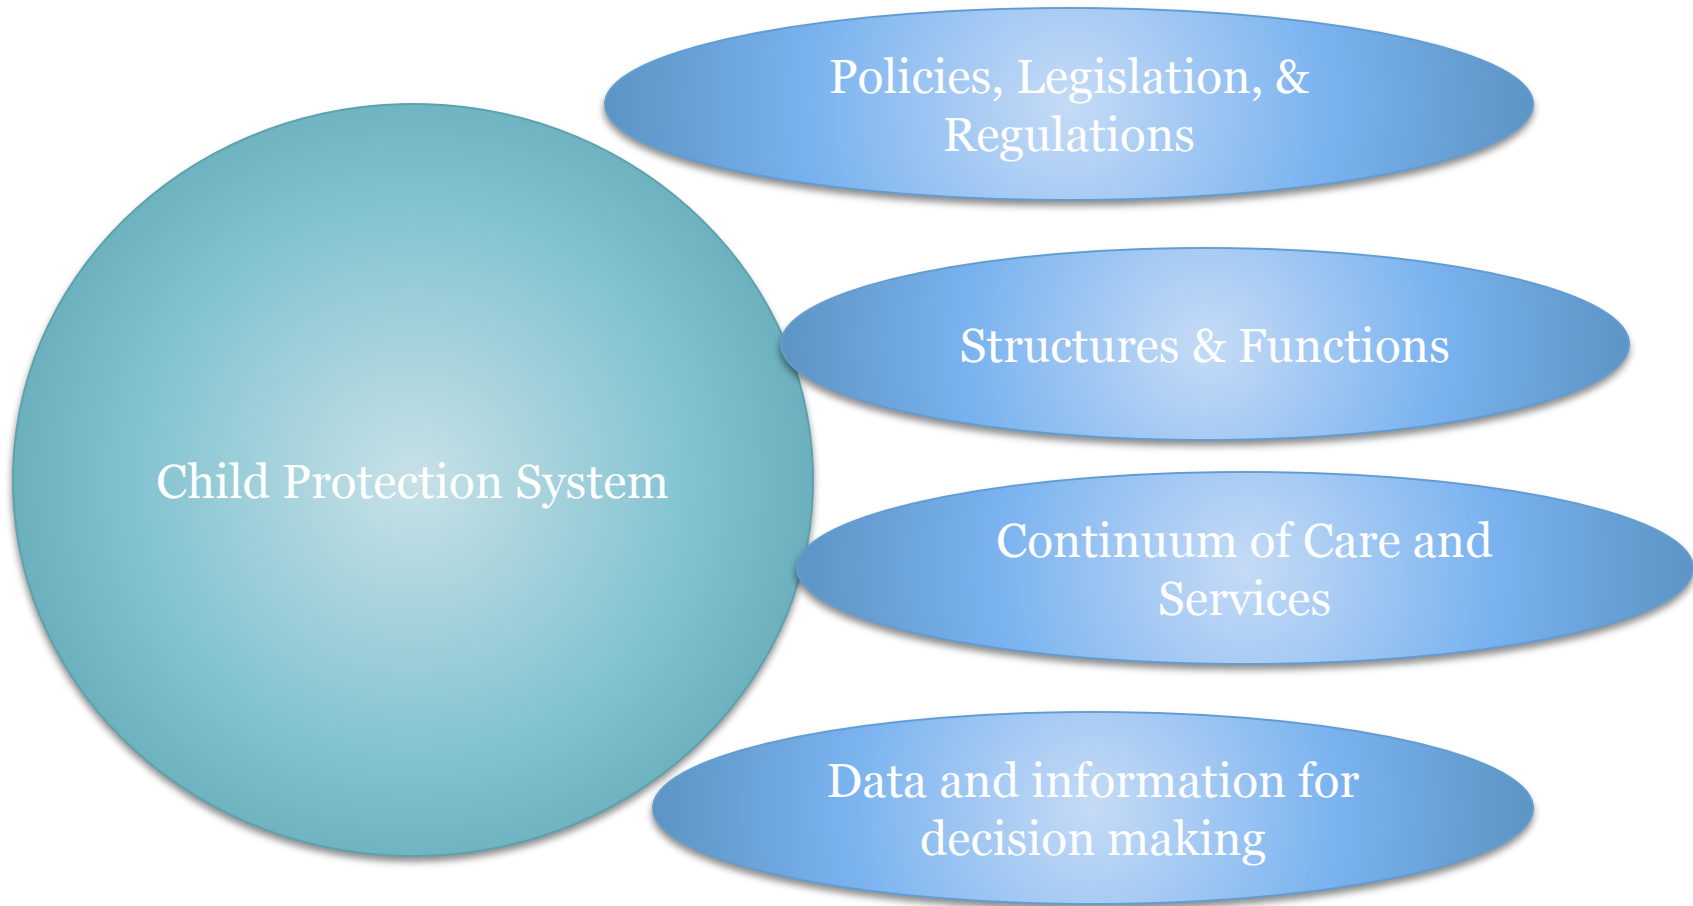 Policies, Legislation, &
Regulations
Structures & Functions
Child Protection System
Continuum of Care and
Services
Data and information for
decision making